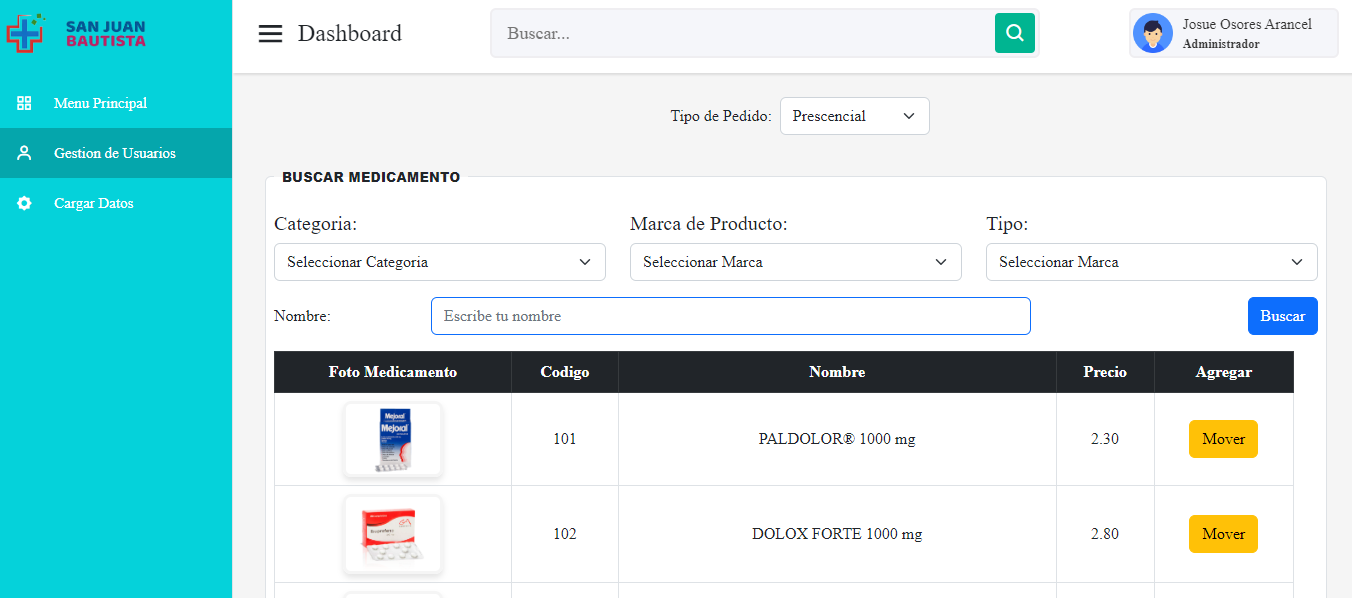 SAN JUAN
BAUTISTA
Dashboard
Buscar...
Josue Osores Arancel
Administrador
Menu Principal
Gestion de Usuarios
Cargar Datos
Tipo de Pedido: Prescencial
BUSCAR MEDICAMENTO
Categoria: Marca de Producto: Tipo:
Seleccionar Categoria Seleccionar Marca Seleccionar Marca
Nombre: Escribe tu nombre Buscar
Foto Medicamento Codigo Nombre Precio Agregar
Mejoral
Mejoral
101 PALDOLOR® 1000 mg 2.30 Mover
102 DOLOX FORTE 1000 mg 2.80 Mover